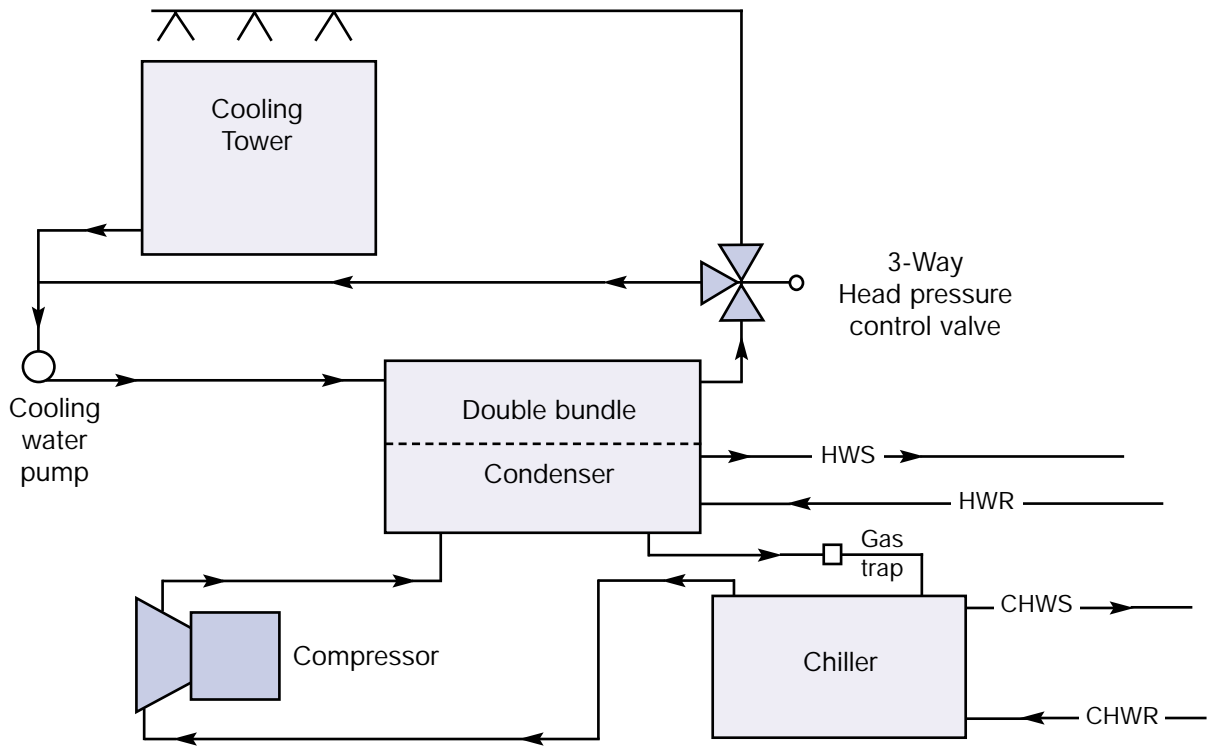 Cooling
Tower
3-Way
Head pressure
control valve
Cooling
water
pump
Double bundle
Condenser
HWS
HWR
Gas
trap
Compressor
Chiller
CHWS
CHWR